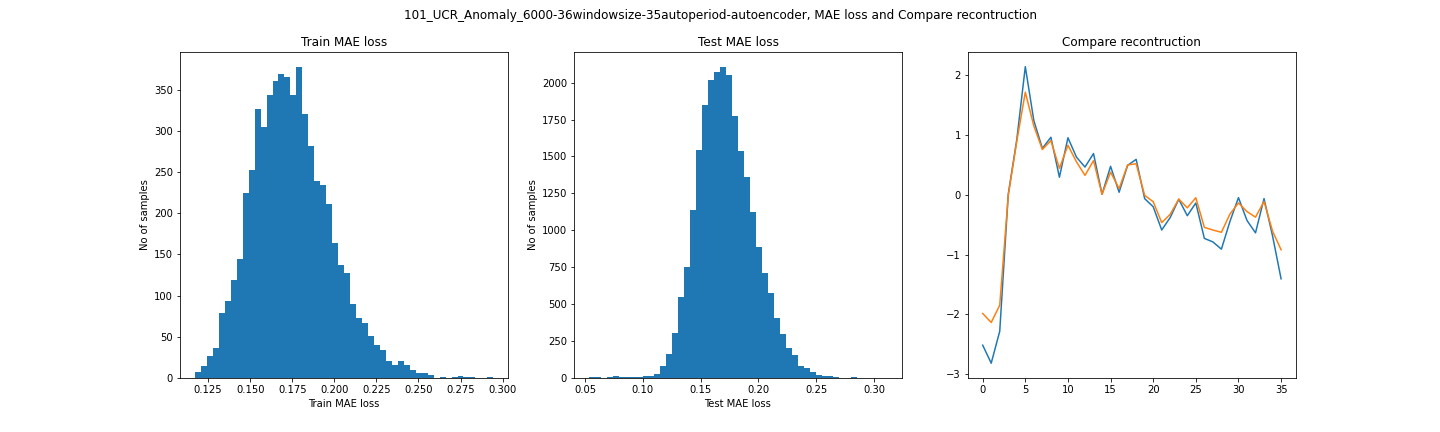 101_UCR_Anomaly_6000-36windowsize-35autoperiod-autoencoder, MAE loss and Compare recontruction
Train MAE loss
No of samples
350
300
250
200
150
100
50
0
0.125 0.150 0.175 0.200 0.225 0.250 0.275 0.300
Train MAE loss
Test MAE loss
No of samples
2000
1750
1500
1250
1000
750
500
250
0
0.05 0.10 0.15 0.20 0.25 0.30
Test MAE loss
Compare recontruction
2
1
0
−1
−2
−3
0 5 10 15 20 25 30 35